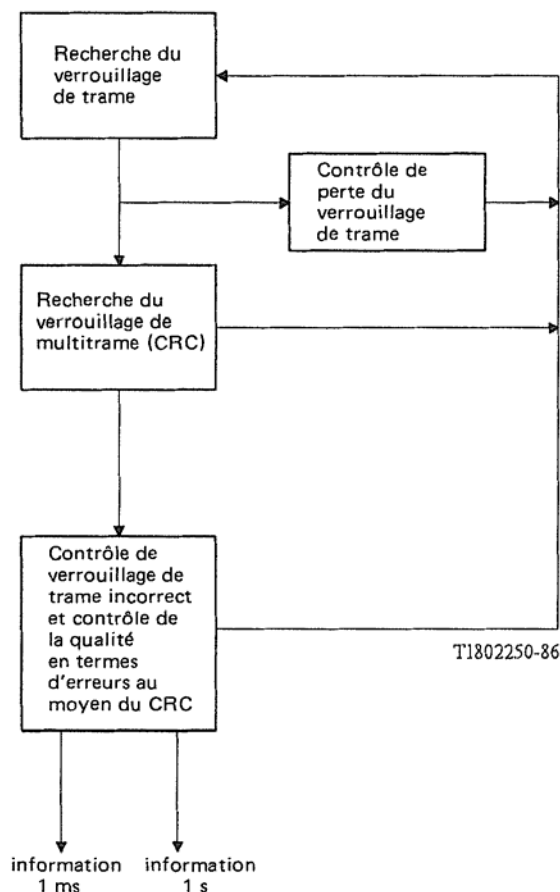 Recherche du
verrouillage
de trame
Contrôle de
perte du
verrouillage
de trame
Recherche du
verrouillage de
multitrame (CRC)
Contrôle de
verrouillage de
trame incorrect
et contrôle de
la qualité
en termes
d'erreurs au
moyen du CRC
T1802250-86
information
1 ms
information
1 s